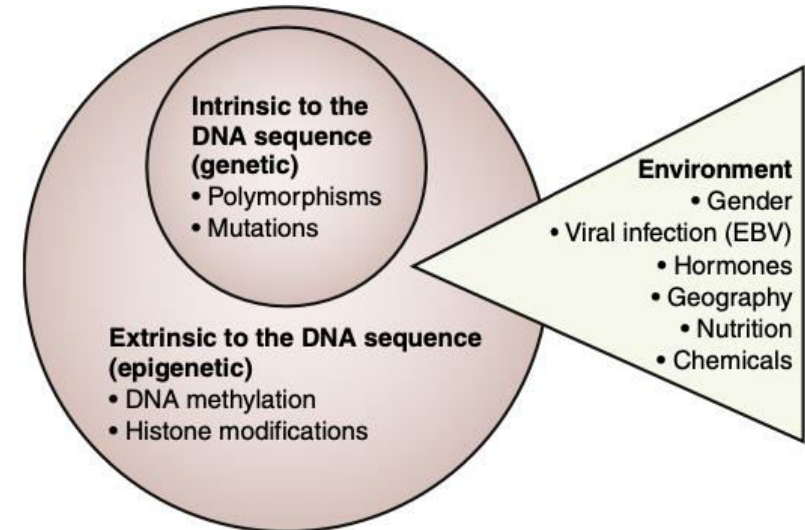 Intrinsic to the
DNA sequence
(genetic)
• Polymorphisms
• Mutations
Extrinsic to the DNA sequence
(epigenetic)
• DNA methylation
• Histone modifications
Environment
• Gender
• Viral infection (EBV)
• Hormones
• Geography
• Nutrition
• Chemicals